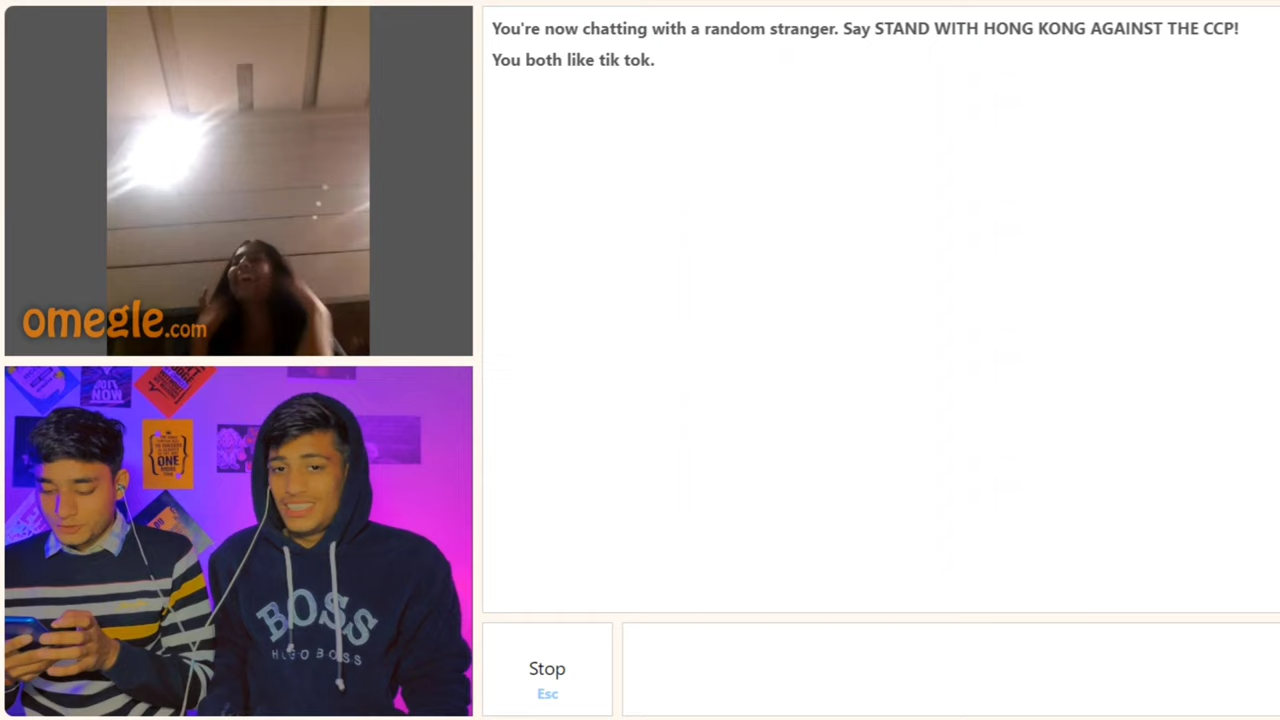 You're now chatting with a random stranger. Say STAND WITH HONG KONG AGAINST THE CCP!
You both like tik tok.
omegle.com
NOW
ONE
BOSS
HUGO BOSS
Stop
Esc